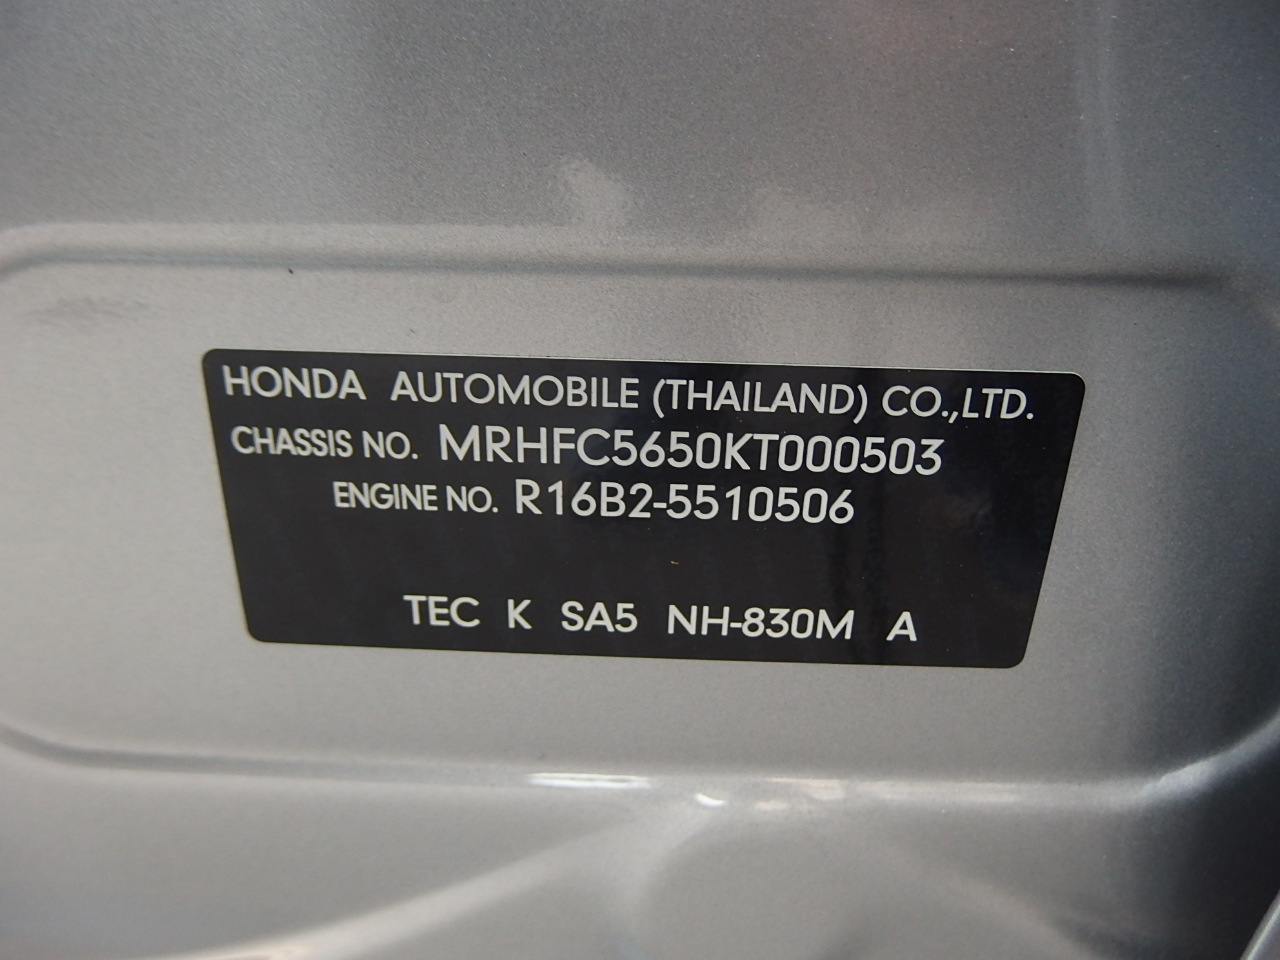 HONDA AUTOMOBILE (THAILAND) CO.,LTD.
CHASSIS NO. MRHFC5650KT000503
ENGINE NO. R16B2-5510506
TEC K SA5 NH-830M A